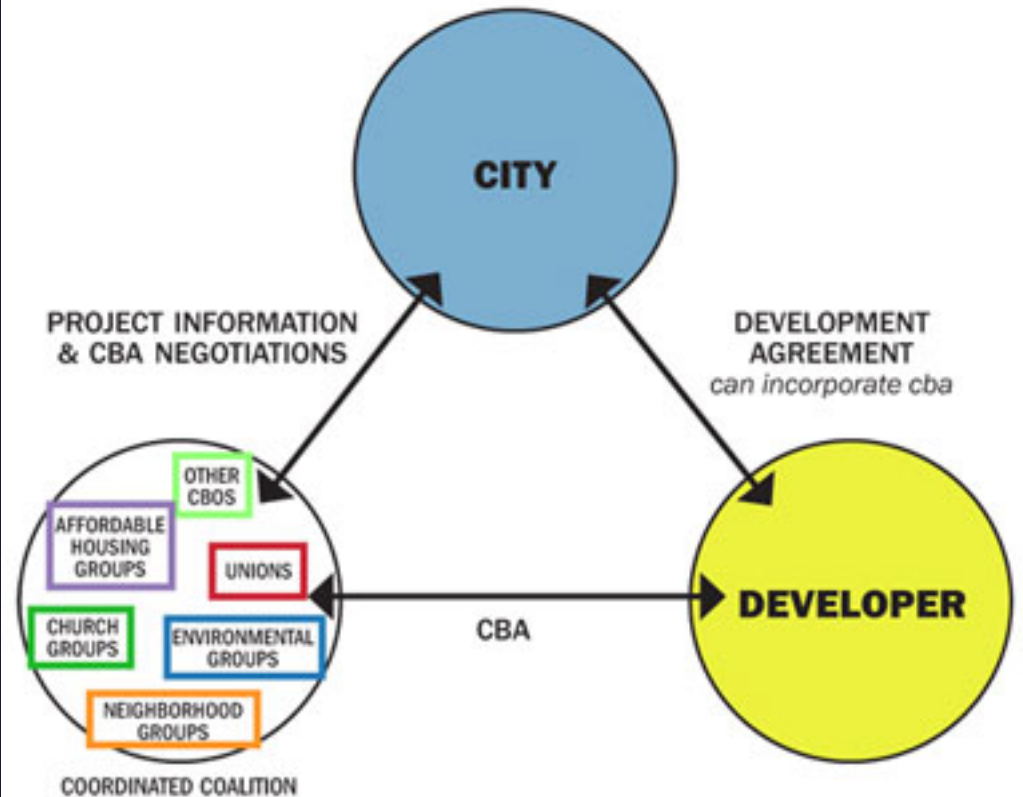 CITY
PROJECT INFORMATION
& CBA NEGOTIATIONS
DEVELOPMENT
AGREEMENT
can incorporate cba
OTHER
CBOS
AFFORDABLE
HOUSING
GROUPS
UNIONS
CHURCH
GROUPS
ENVIRONMENTAL
GROUPS
NEIGHBORHOOD
GROUPS
COORDINATED COALITION
CBA
DEVELOPER